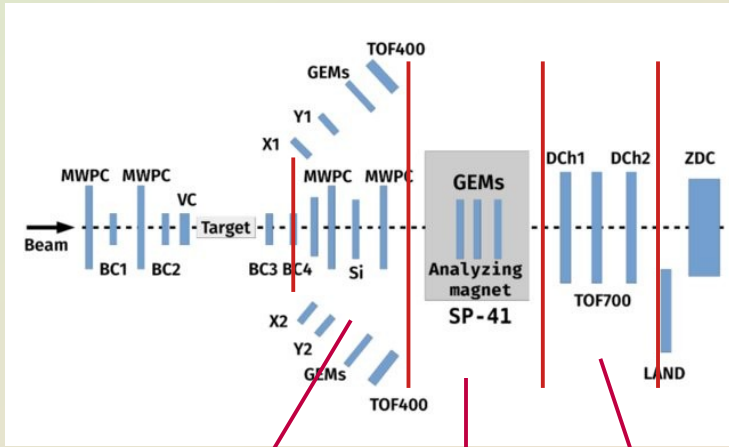 TOF400
GEMs
Y1
X1
MWPC
MWPC
VC
MWPC
MWPC
GEMs
DCh1
DCh2
ZDC
Target
Beam
BC1
BC2
BC3
BC4
Si
Analyzing
magnet
SP-41
TOF700
X2
Y2
GEMs
TOF400
LAND